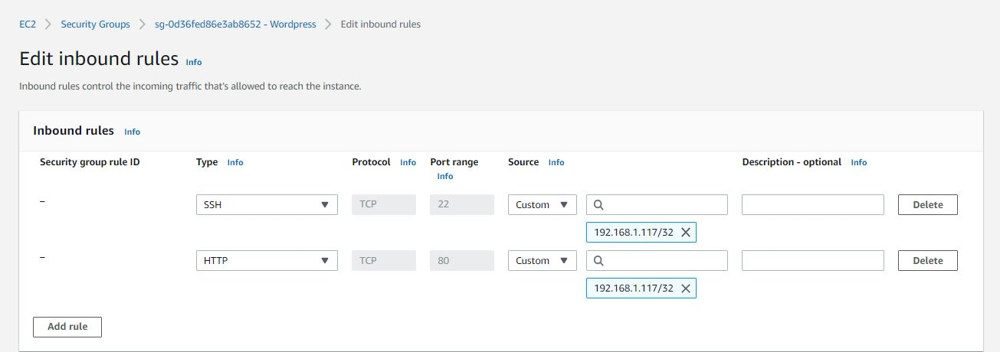 EC2 > Security Groups > sg-0d36fed86e3ab8652 - Wordpress > Edit inbound rules
Edit inbound rules Info
Inbound rules control the incoming traffic that's allowed to reach the instance.
Inbound rules Info
Security group rule ID Type Info Protocol Info Port range Info Source Info Description - optional Info
– SSH TCP 22 Custom Delete
192.168.1.117/32
– HTTP TCP 80 Custom Delete
192.168.1.117/32
Add rule